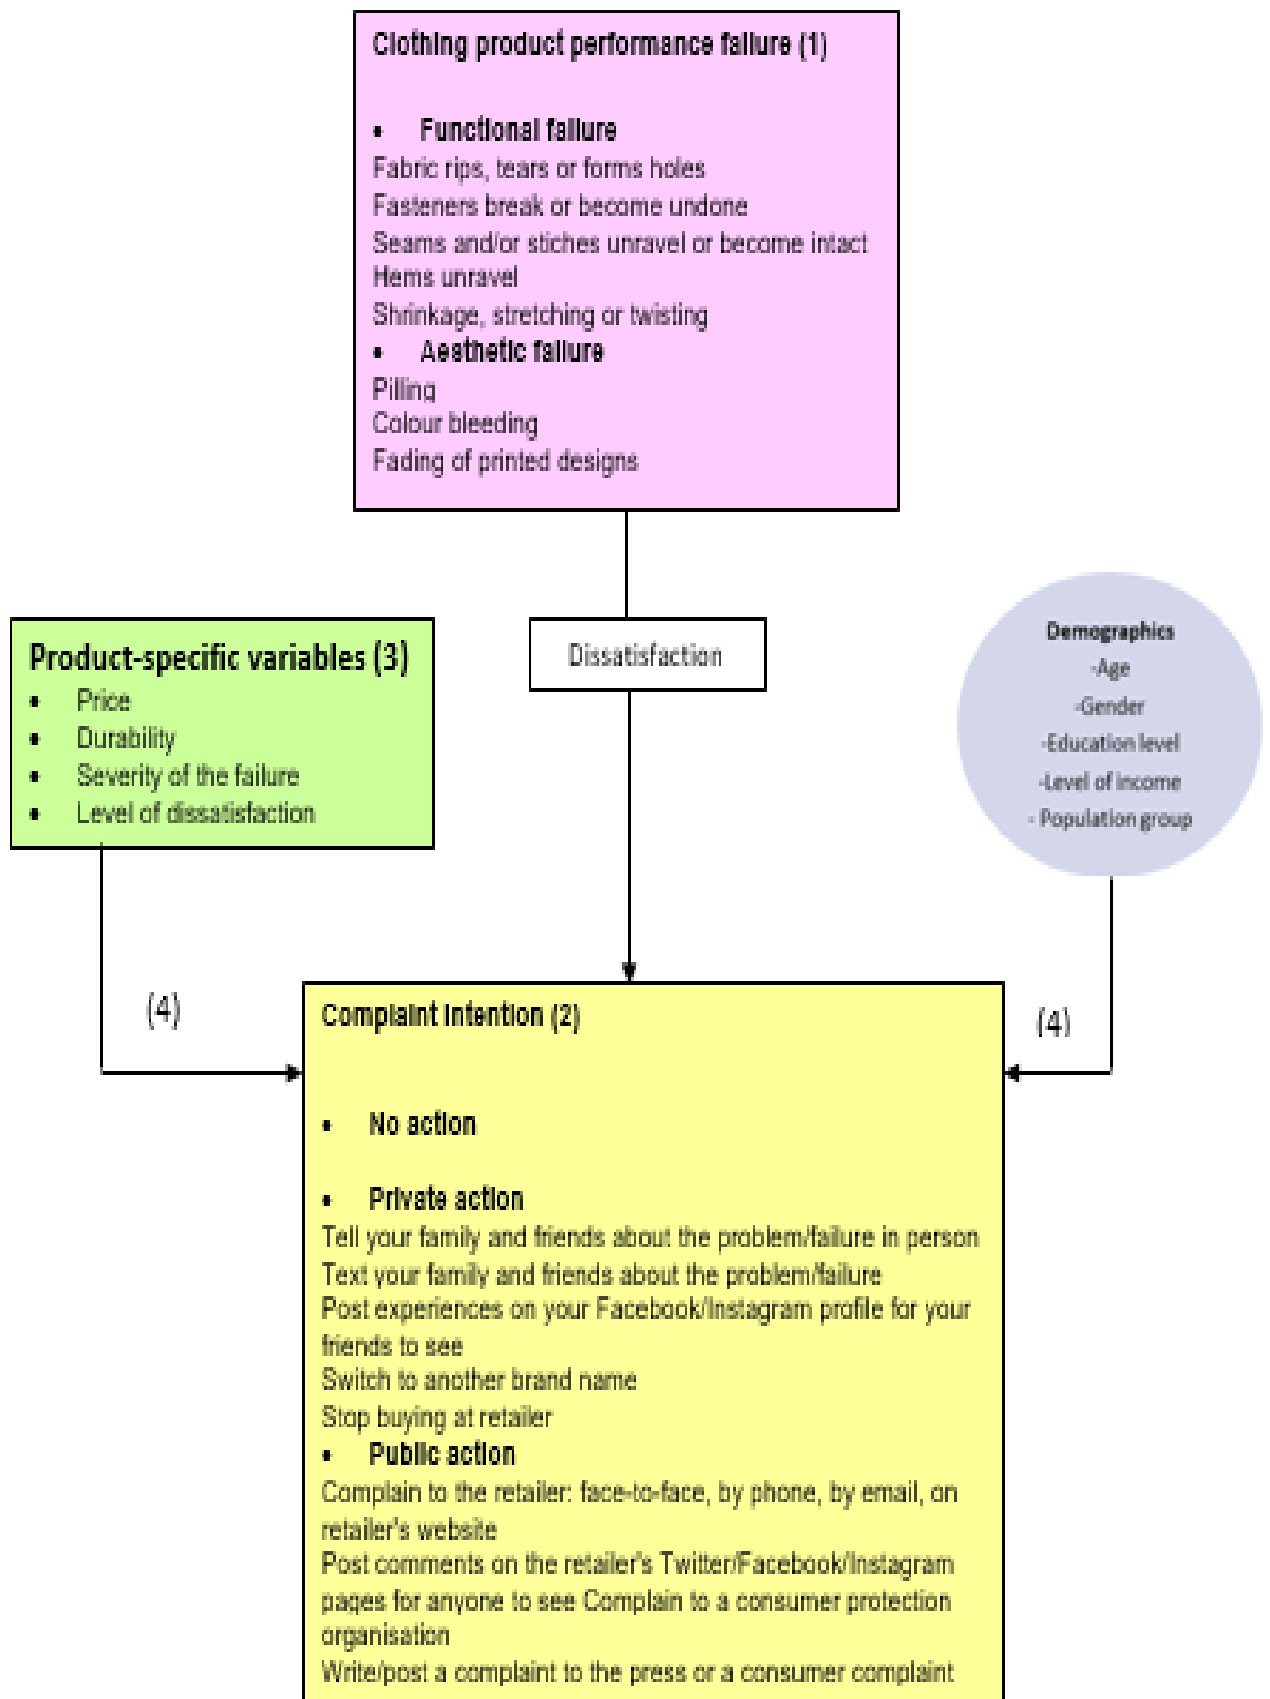 Clothing product performance failure (1)
• Functional failure
Fabric rips, tears or forms holes
Fasteners break or become undone
Seams and/or stiches unravel or become intact
Hems unravel
Shrinkage, stretching or twisting
• Aesthetic failure
Pilling
Colour bleeding
Fading of printed designs
Dissatisfaction
Product-specific variables (3)
• Price
• Durability
• Severity of the failure
• Level of dissatisfaction
Demographics
-Age
-Gender
-Education level
-Level of income
- Population group
(4)
(4)
Complaint intention (2)
• No action
• Private action
Tell your family and friends about the problem/failure in person
Text your family and friends about the problem/failure
Post experiences on your Facebook/Instagram profile for your
friends to see
Switch to another brand name
Stop buying at retailer
• Public action
Complain to the retailer: face-to-face, by phone, by email, on
retailer's website
Post comments on the retailer's Twitter/Facebook/Instagram
pages for anyone to see Complain to a consumer protection
organisation
Write/post a complaint to the press or a consumer complaint